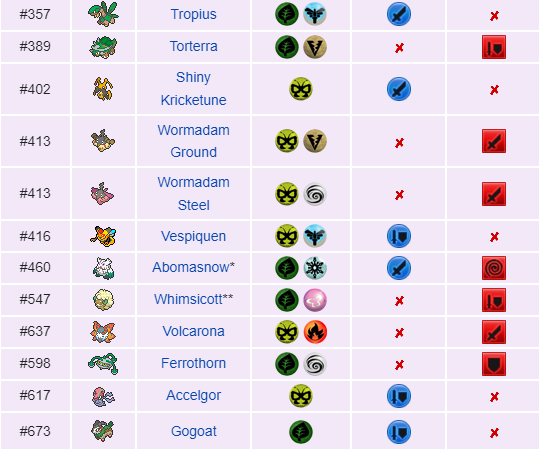 #357 Tropius
#389 Torterra
#402 Shiny
Kricketune
#413 Wormadam
Ground
#413 Wormadam
Steel
#416 Vespiquen
#460 Abomasnow*
#547 Whimsicott**
#637 Volcarona
#598 Ferrothorn
#617 Accelgor
#673 Gogoat